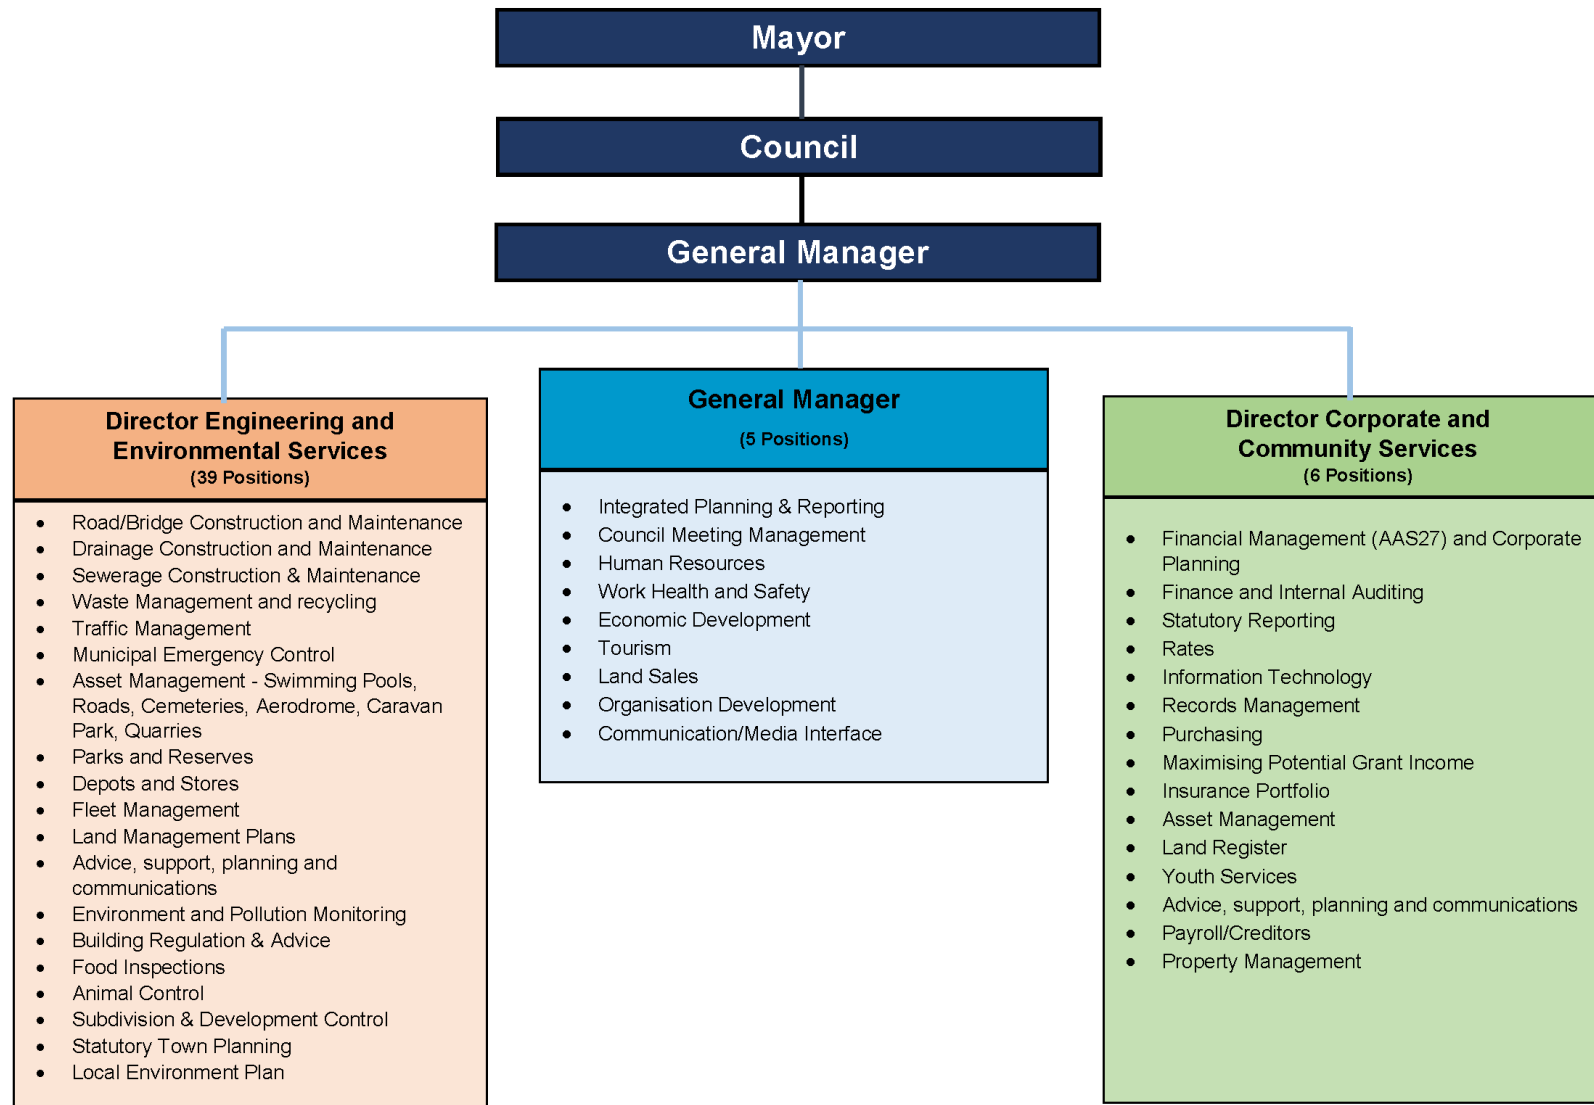 Mayor
Council
General Manager
Director Engineering and
Environmental Services
(39 Positions)
• Road/Bridge Construction and Maintenance
• Drainage Construction and Maintenance
• Sewerage Construction & Maintenance
• Waste Management and recycling
• Traffic Management
• Municipal Emergency Control
• Asset Management - Swimming Pools,
Roads, Cemeteries, Aerodrome, Caravan
Park, Quarries
• Parks and Reserves
• Depots and Stores
• Fleet Management
• Land Management Plans
• Advice, support, planning and
communications
• Environment and Pollution Monitoring
• Building Regulation & Advice
• Food Inspections
• Animal Control
• Subdivision & Development Control
• Statutory Town Planning
• Local Environment Plan
General Manager
(5 Positions)
• Integrated Planning & Reporting
• Council Meeting Management
• Human Resources
• Work Health and Safety
• Economic Development
• Tourism
• Land Sales
• Organisation Development
• Communication/Media Interface
Director Corporate and
Community Services
(6 Positions)
• Financial Management (AAS27) and Corporate
Planning
• Finance and Internal Auditing
• Statutory Reporting
• Rates
• Information Technology
• Records Management
• Purchasing
• Maximising Potential Grant Income
• Insurance Portfolio
• Asset Management
• Land Register
• Youth Services
• Advice, support, planning and communications
• Payroll/Creditors
• Property Management